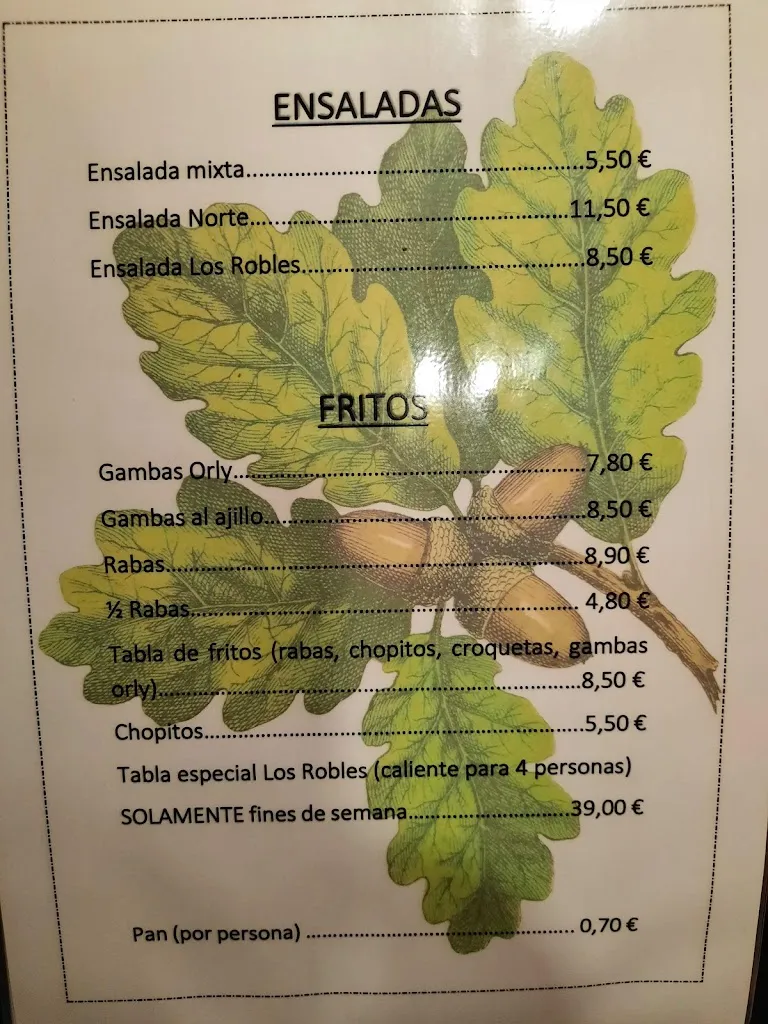 ENSALADAS
Ensalada mixta..............................................5,50 €
Ensalada Norte...........................................11,50 €
Ensalada Los Robles......................................8,50 €
FRITOS
Gambas Orly................................................7,80 €
Gambas al ajillo............................................8,50 €
Rabas.........................................................8,90 €
½ Rabas..................................................... 4,80 €
Tabla de fritos (rabas, chopitos, croquetas, gambas
orly)..........................................................8,50 €
Chopitos.....................................................5,50 €
Tabla especial Los Robles (caliente para 4 personas)
SOLAMENTE fines de semana......................39,00 €
Pan (por persona) ..................................... 0,70 €